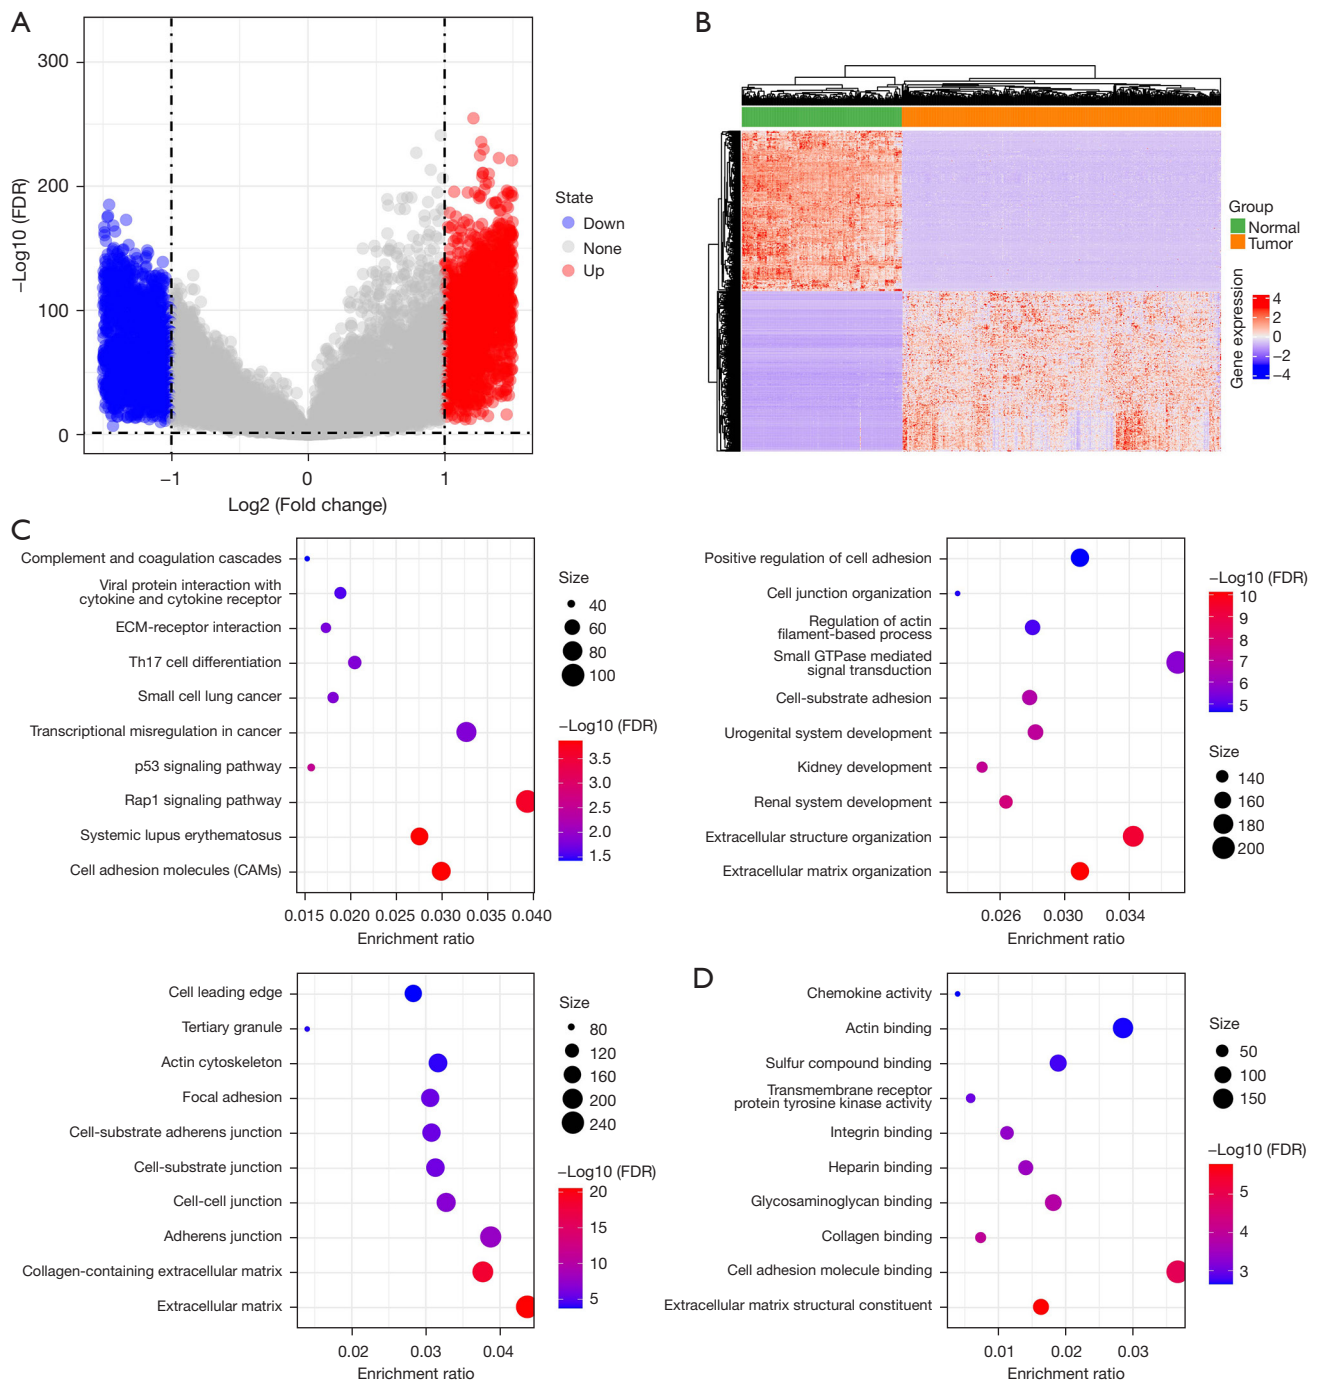 A
300
200
100
0
−Log10 (FDR)
−1
0
1
Log2 (Fold change)
State
Down
None
Up
B
Group
Normal
Tumor
Gene expression
4
2
0
−2
−4
C
Complement and coagulation cascades
Viral protein interaction with
cytokine and cytokine receptor
ECM-receptor interaction
Th17 cell differentiation
Small cell lung cancer
Transcriptional misregulation in cancer
p53 signaling pathway
Rap1 signaling pathway
Systemic lupus erythematosus
Cell adhesion molecules (CAMs)
0.015 0.020 0.025 0.030 0.035 0.040
Enrichment ratio
Size
40
60
80
100
−Log10 (FDR)
3.5
3.0
2.5
2.0
1.5
Positive regulation of cell adhesion
Cell junction organization
Regulation of actin
filament-based process
Small GTPase mediated
signal transduction
Cell-substrate adhesion
Urogenital system development
Kidney development
Renal system development
Extracellular structure organization
Extracellular matrix organization
0.026 0.030 0.034
Enrichment ratio
−Log10 (FDR)
10
9
8
7
6
5
Size
140
160
180
200
Cell leading edge
Tertiary granule
Actin cytoskeleton
Focal adhesion
Cell-substrate adherens junction
Cell-substrate junction
Cell-cell junction
Adherens junction
Collagen-containing extracellular matrix
Extracellular matrix
0.02 0.03 0.04
Enrichment ratio
Size
80
120
160
200
240
−Log10 (FDR)
20
15
10
5
D
Chemokine activity
Actin binding
Sulfur compound binding
Transmembrane receptor
protein tyrosine kinase activity
Integrin binding
Heparin binding
Glycosaminoglycan binding
Collagen binding
Cell adhesion molecule binding
Extracellular matrix structural constituent
0.01 0.02 0.03
Enrichment ratio
Size
50
100
150
−Log10 (FDR)
5
4
3